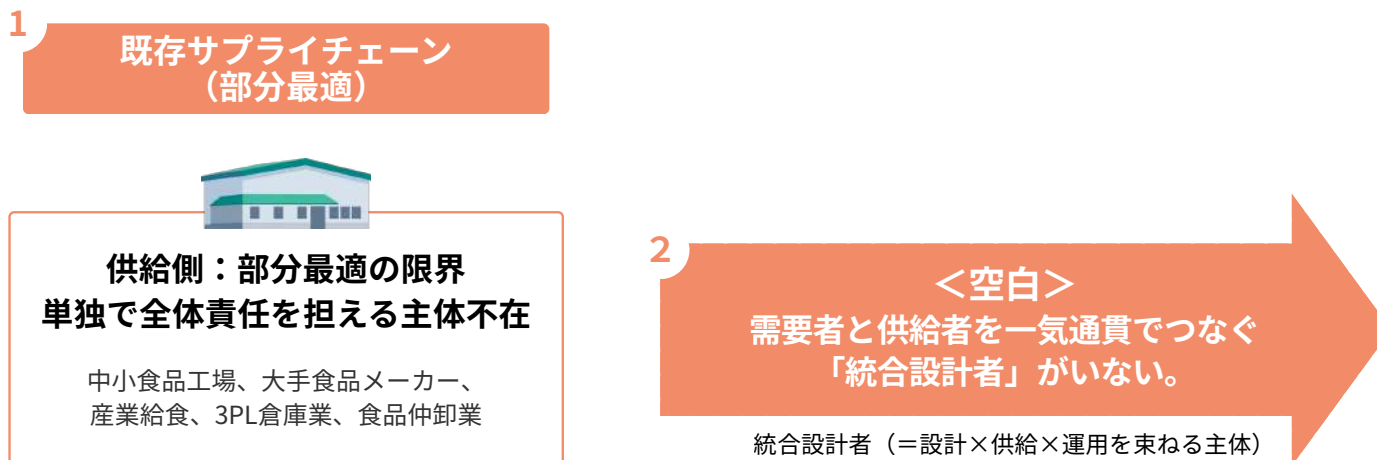 1
既存サプライチェーン
（部分最適）
供給側：部分最適の限界
単独で全体責任を担える主体不在
中小食品工場、大手食品メーカー、
産業給食、3PL倉庫業、食品仲卸業
2
＜空白＞
需要者と供給者を一気通貫でつなぐ
「統合設計者」がいない。
統合設計者（＝設計×供給×運用を束ねる主体）